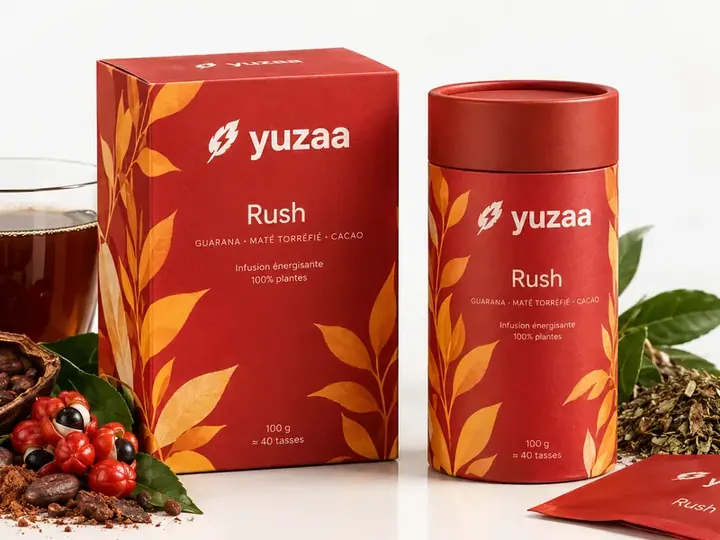 yuzaa
yuzaa
Rush
GUARANA • MATÉ TORRÉFIÉ • CACAO
Infusion énergisante
100% plantes
100 g
≈ 40 tasses
yuzaa
Rush
GUARANA • MATÉ TORRÉFIÉ • CACAO
Infusion énergisante
100% plantes
100 g
≈ 40 tasses
Rush